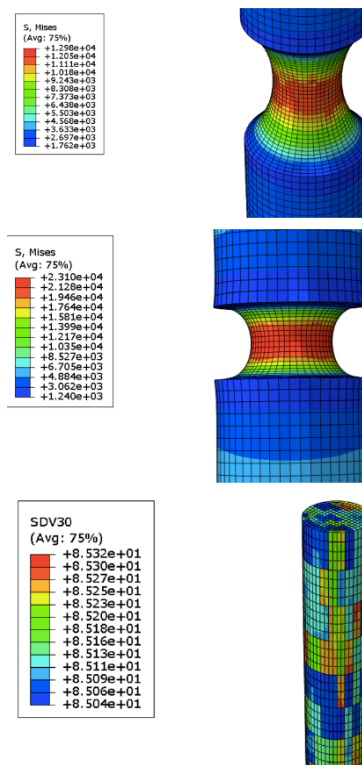 S, Mises
(Avg: 75%)
+1.298e+04
+1.205e+04
+1.111e+04
+1.018e+04
+9.243e+03
+8.308e+03
+7.373e+03
+6.438e+03
+5.503e+03
+4.568e+03
+3.633e+03
+2.697e+03
+1.762e+03
S, Mises
(Avg: 75%)
+2.310e+04
+2.128e+04
+1.946e+04
+1.764e+04
+1.581e+04
+1.399e+04
+1.217e+04
+1.035e+04
+8.527e+03
+6.705e+03
+4.884e+03
+3.062e+03
+1.240e+03
SDV30
(Avg: 75%)
+8.532e+01
+8.530e+01
+8.527e+01
+8.525e+01
+8.523e+01
+8.520e+01
+8.518e+01
+8.516e+01
+8.513e+01
+8.511e+01
+8.509e+01
+8.506e+01
+8.504e+01